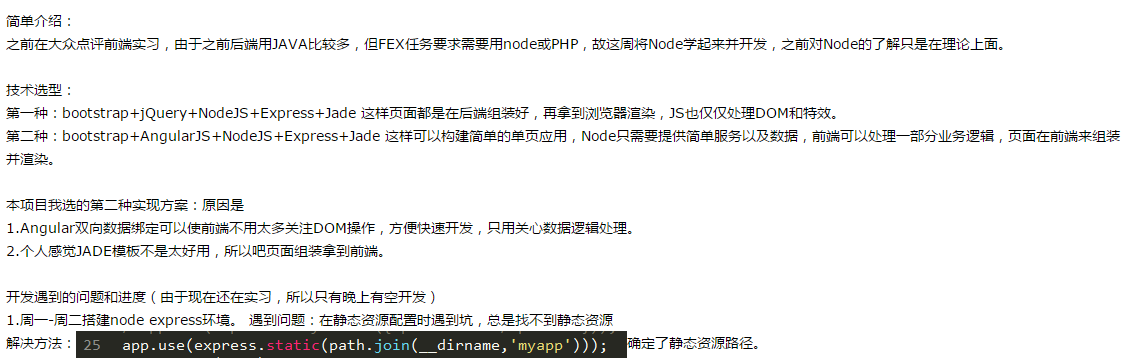 简单介绍：
之前在大众点评前端实习，由于之前后端用JAVA比较多，但FEX任务要求需要用node或PHP，故这周将Node学起来并开发，之前对Node的了解只是在理论上面。
技术选型：
第一种：bootstrap+jQuery+NodeJS+Express+Jade 这样页面都是在后端组装好，再拿到浏览器渲染，JS也仅仅处理DOM和特效。
第二种：bootstrap+AngularJS+NodeJS+Express+Jade 这样可以构建简单的单页应用，Node只需要提供简单服务以及数据，前端可以处理一部分业务逻辑，页面在前端来组装
并渲染。
本项目我选的第二种实现方案：原因是
1.Angular双向数据绑定可以使前端不用太多关注DOM操作，方便快速开发，只用关心数据逻辑处理。
2.个人感觉JADE模板不是太好用，所以吧页面组装拿到前端。
开发遇到的问题和进度（由于现在还在实习，所以只有晚上有空开发）
1.周一-周二搭建node express环境。 遇到问题：在静态资源配置时遇到坑，总是找不到静态资源
解决方法： 25 app.use(express.static(path.join(__dirname,'myapp'))); 确定了静态资源路径。